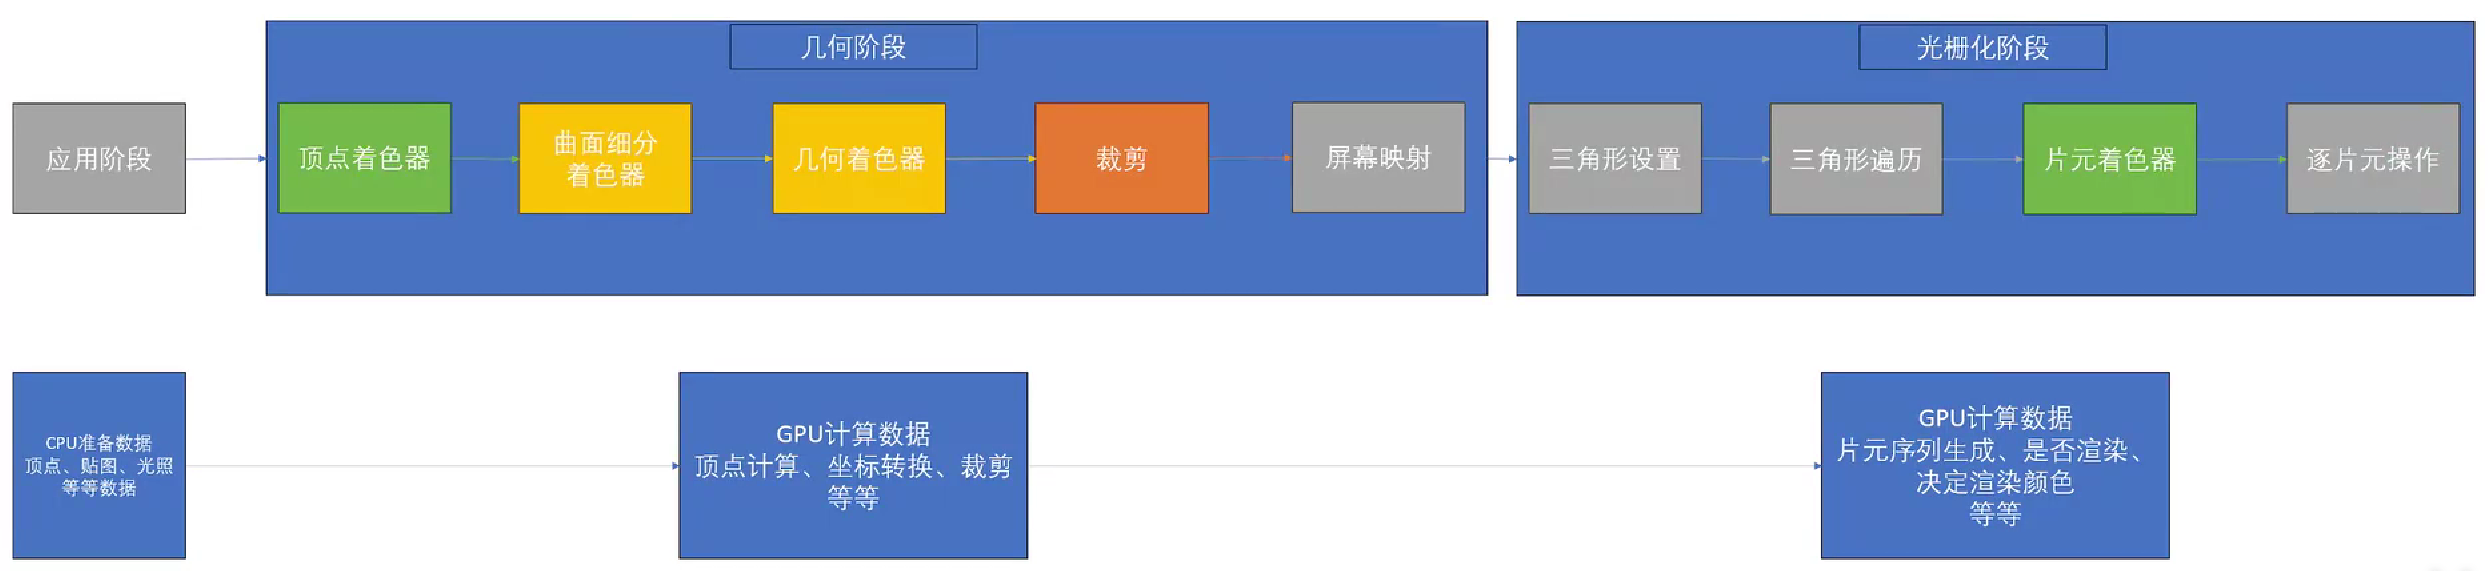 几何阶段
光栅化阶段
应用阶段
顶点着色器
曲面细分
着色器
几何着色器
裁剪
屏幕映射
三角形设置
三角形遍历
片元着色器
逐片元操作
CPU准备数据
顶点、贴图、光照
等等数据
GPU计算数据
顶点计算、坐标转换、裁剪
等等
GPU计算数据
片元序列生成、是否渲染、
决定渲染颜色
等等